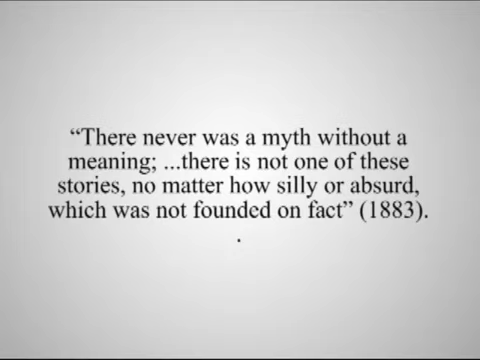 “There never was a myth without a
meaning; ...there is not one of these
stories, no matter how silly or absurd,
which was not founded on fact” (1883).
.